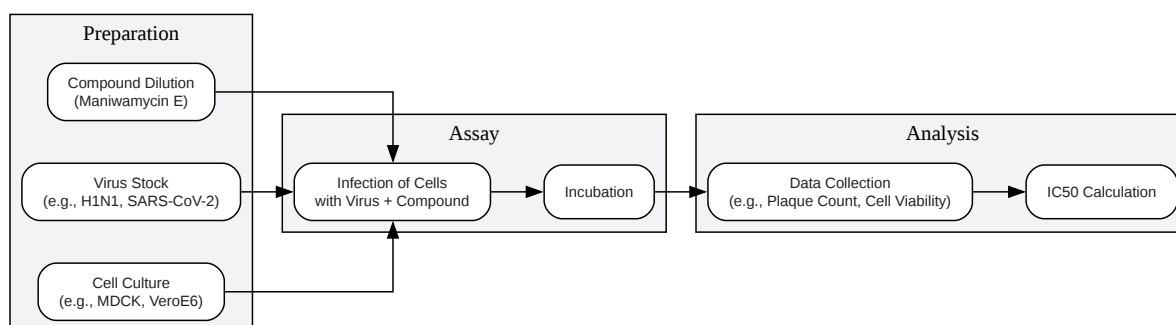 Preparation
Compound Dilution
(Maniwamycin E)
Virus Stock
(e.g., H1N1, SARS-CoV-2)
Cell Culture
(e.g., MDCK, VeroE6)
Assay
Infection of Cells
with Virus + Compound
Incubation
Analysis
Data Collection
(e.g., Plaque Count, Cell Viability)
IC50 Calculation